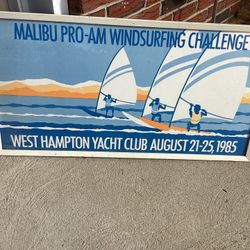 MALIBU PRO-AM WINDSURFING CHALLENGE
WEST HAMPTON YACHT CLUB AUGUST 21-25, 1985